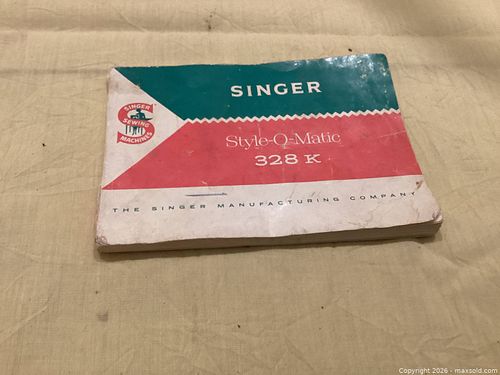 SINGER
SINGER
SEWING
MACHINES
Style-O-Matic
328 K
THE SINGER MANUFACTURING COMPANY
Copyright 2026 - maxsold.com